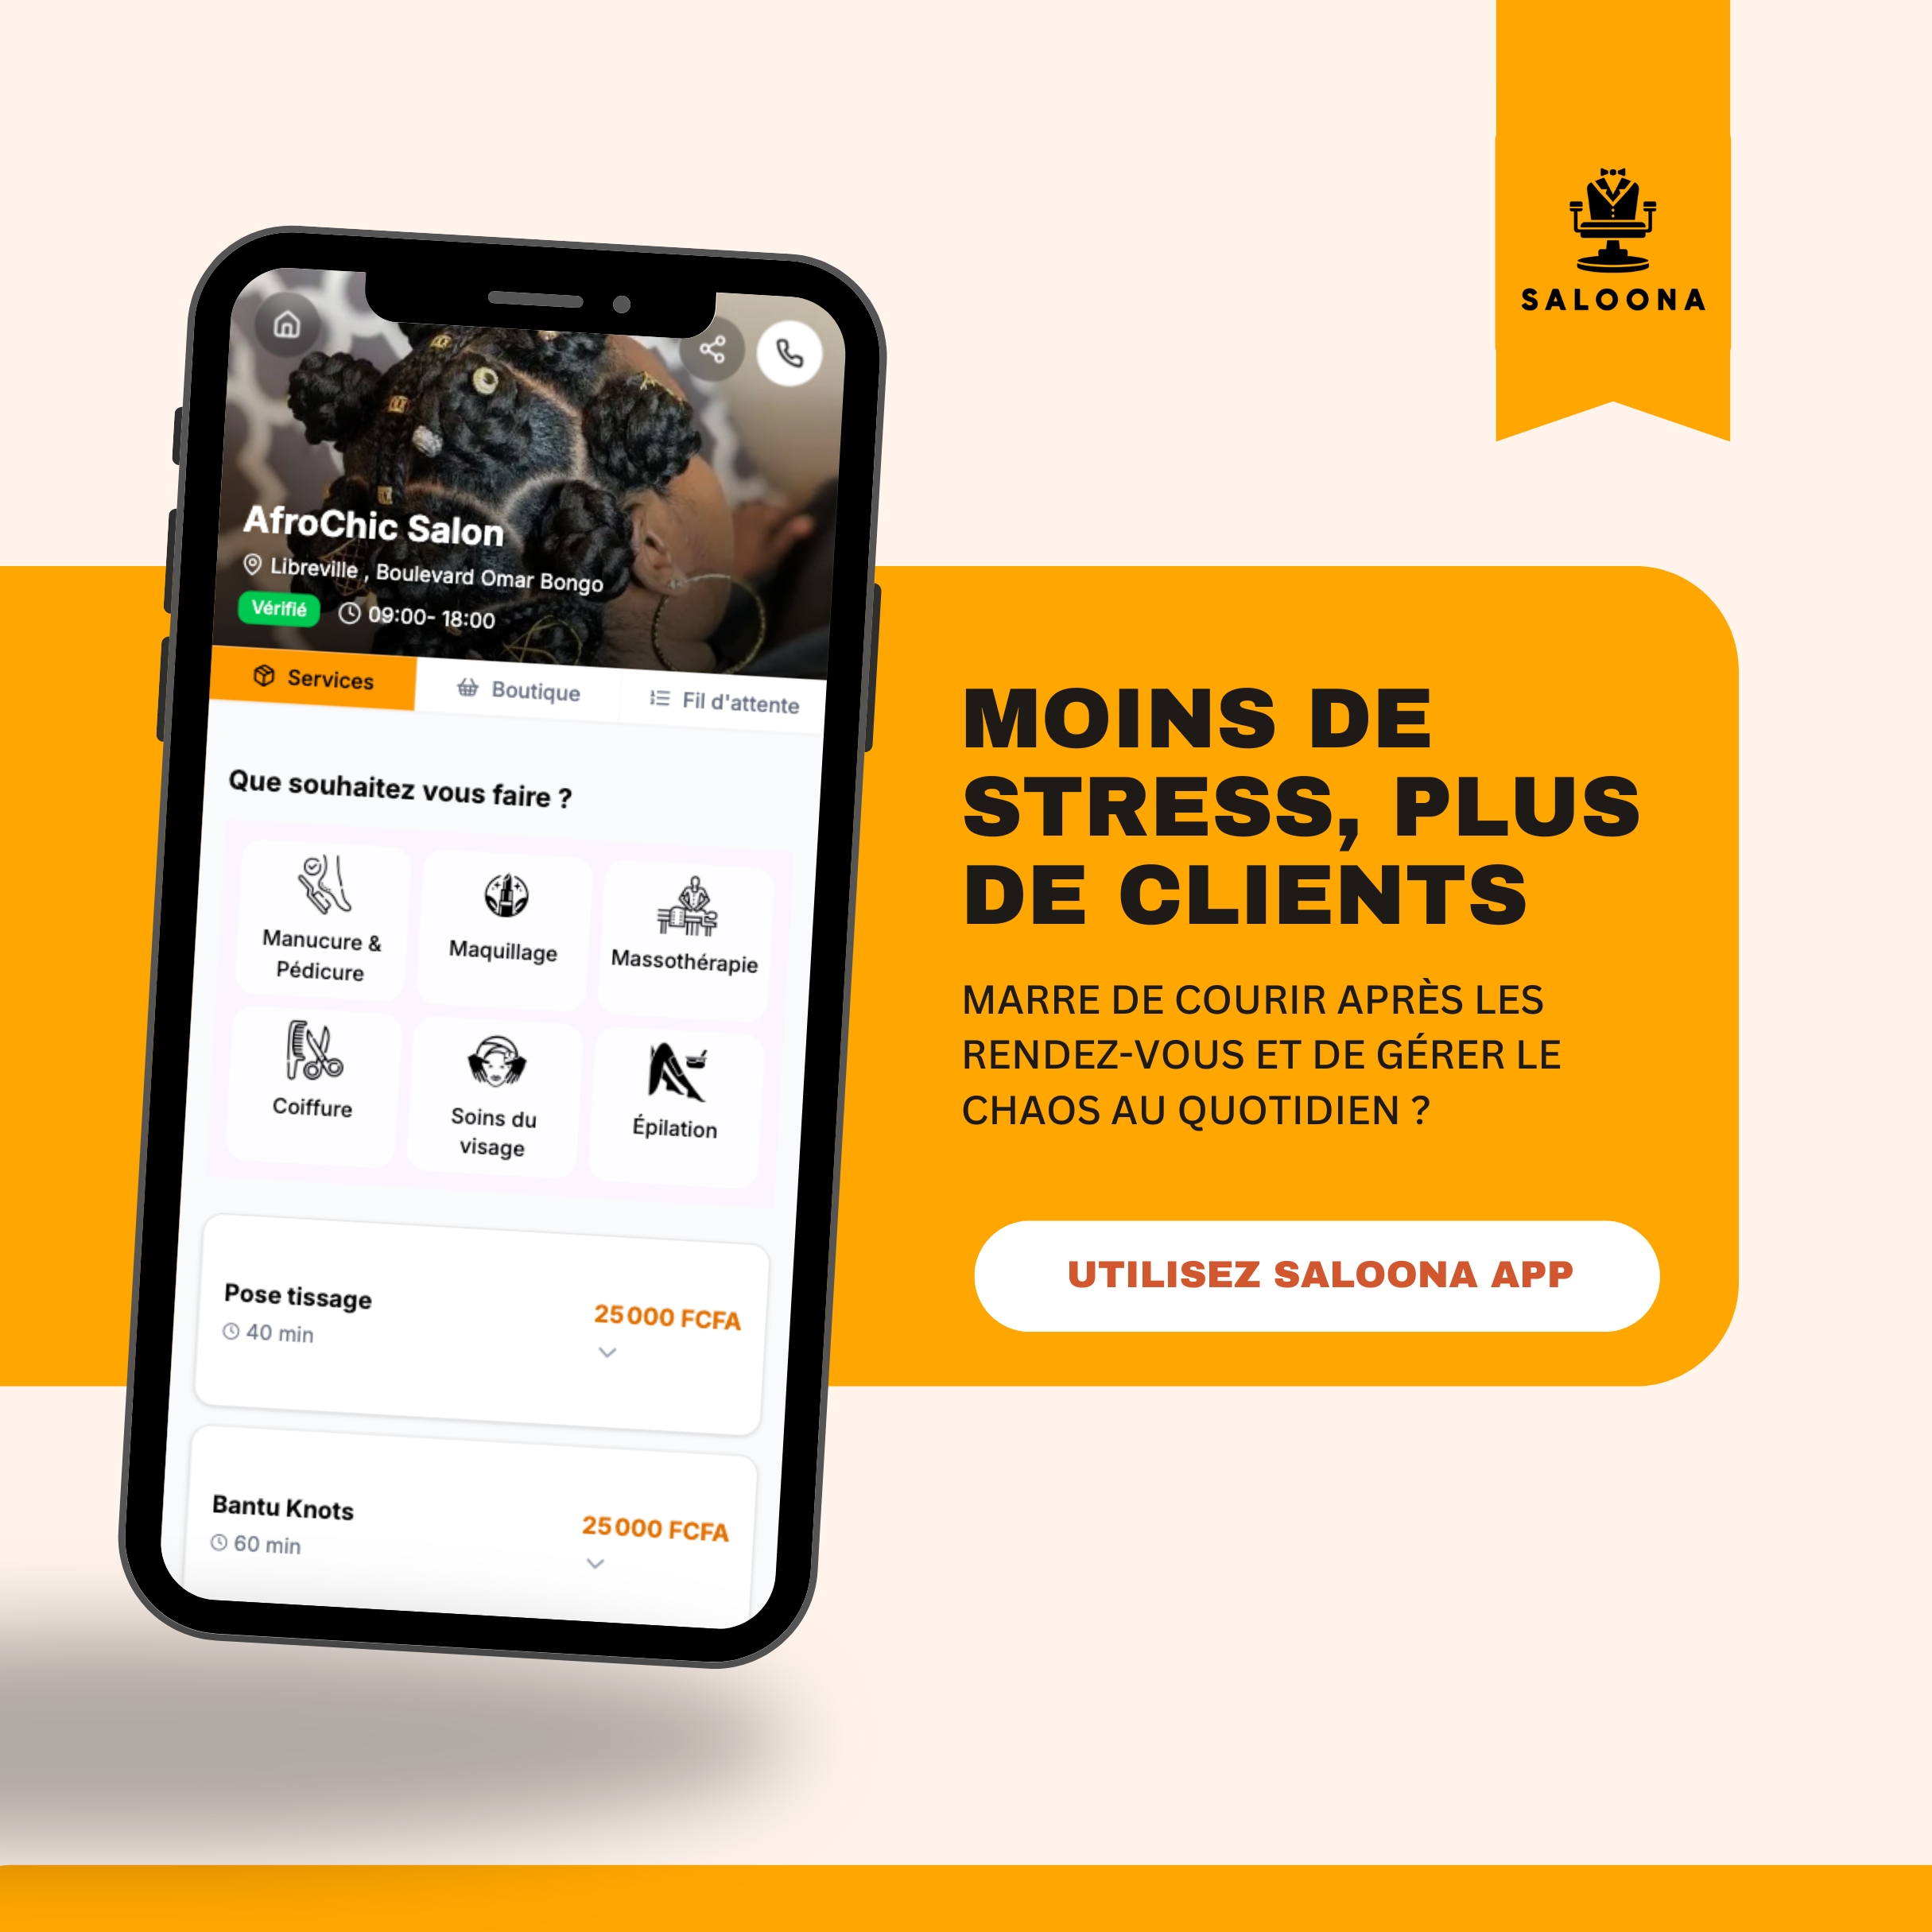 SALOONA
AfroChic Salon
Libreville , Boulevard Omar Bongo
Vérifié 09:00- 18:00
Services Boutique Fil d'attente
Que souhaitez vous faire ?
Manucure &
Pédicure
Maquillage
Massothérapie
Coiffure
Soins du
visage
Épilation
Pose tissage
25 000 FCFA
40 min
Bantu Knots
25 000 FCFA
60 min
MOINS DE
STRESS, PLUS
DE CLIENTS
MARRE DE COURIR APRÈS LES
RENDEZ-VOUS ET DE GÉRER LE
CHAOS AU QUOTIDIEN ?
UTILISEZ SALOONA APP